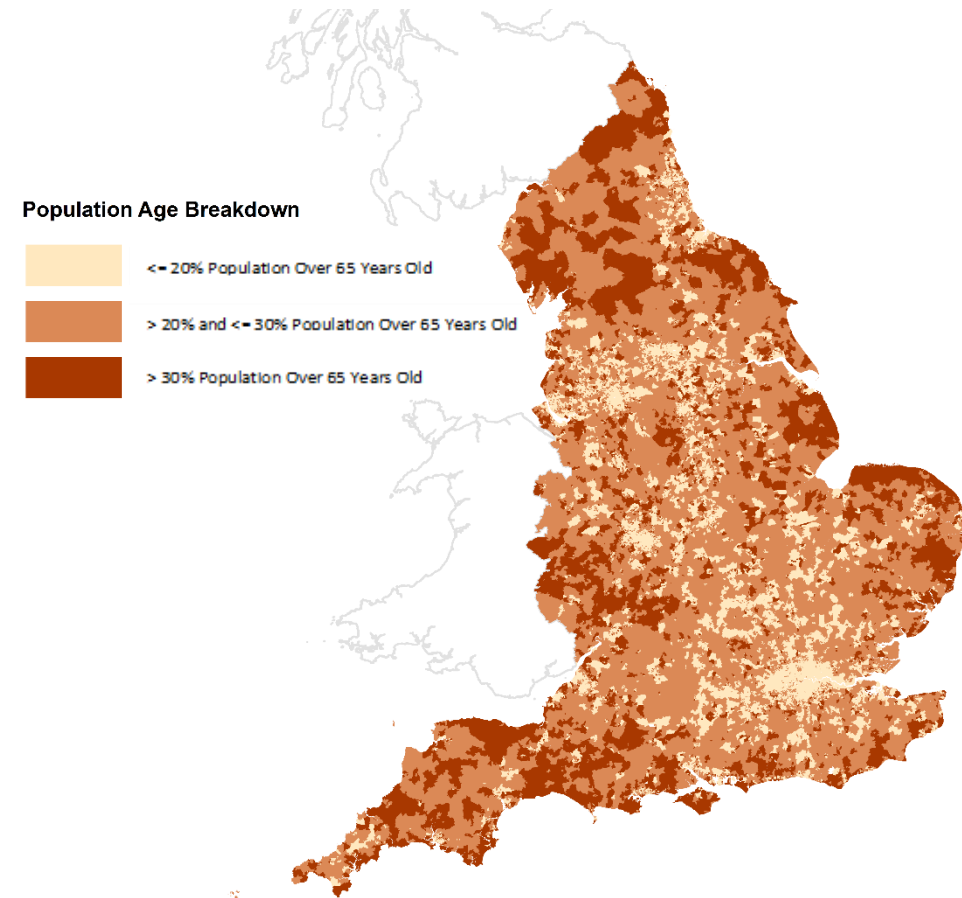 Population Age Breakdown
<= 20% Population Over 65 Years Old
> 20% and <= 30% Population Over 65 Years Old
> 30% Population Over 65 Years Old